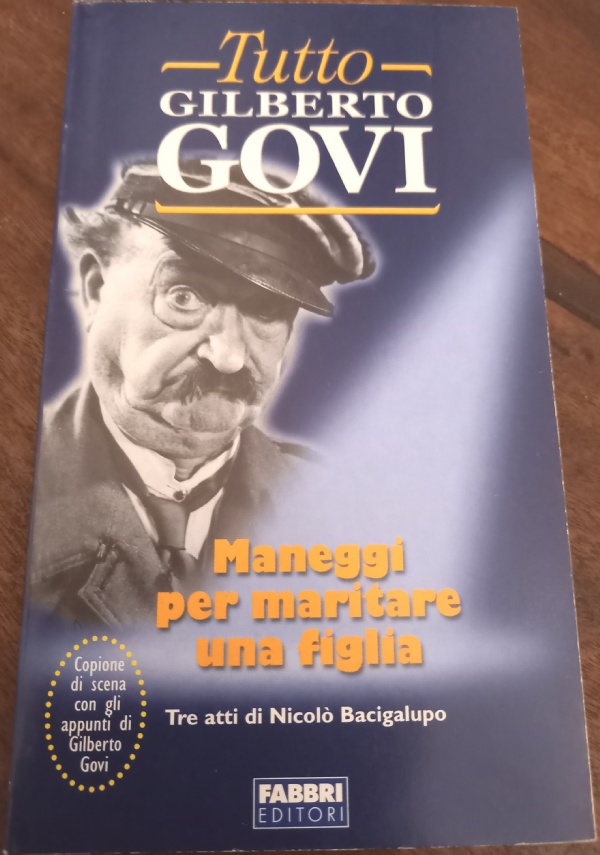 Tutto
GILBERTO
GOVI
Maneggi
per maritare
una figlia
Copione
di scena
con gli
appunti di
Gilberto
Govi
Tre atti di Nicolò Bacigalupo
FABBRI
EDITORI